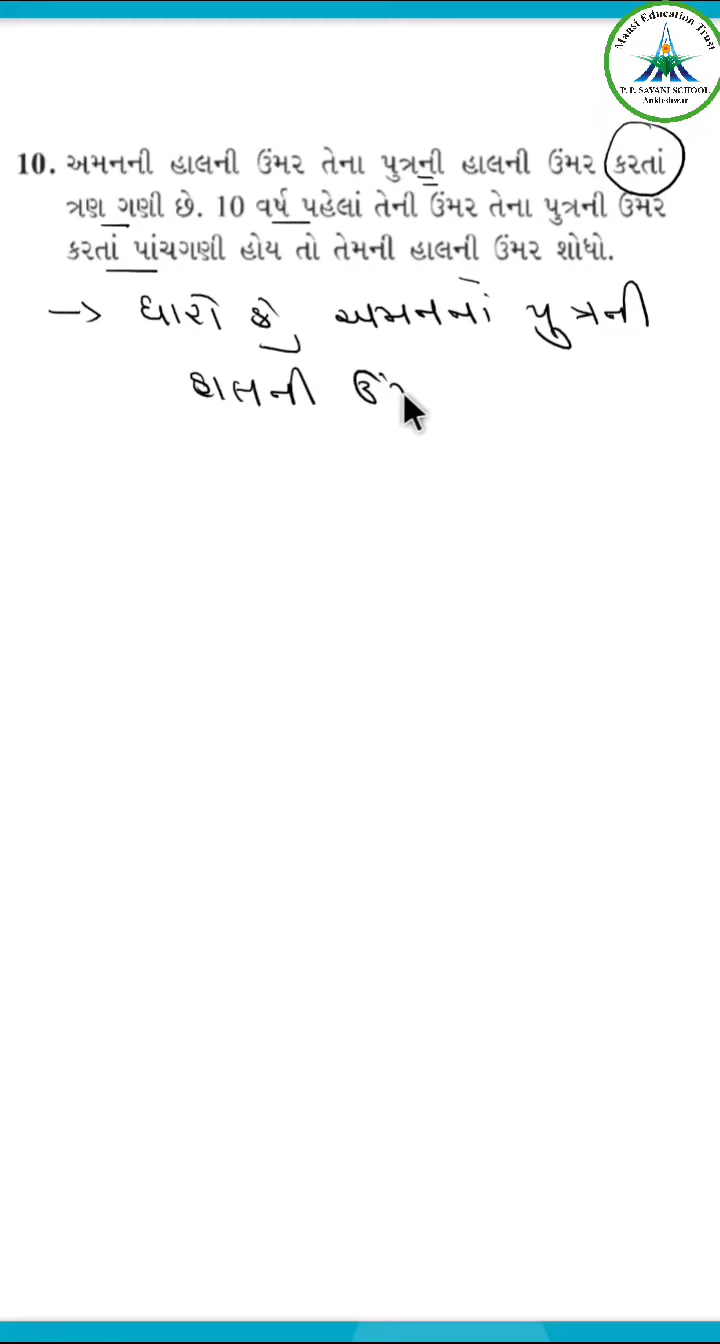 Mansi Education Trust
P. P. SAVANI SCHOOL
Ankleshwar
10. અમનની હાલની ઉંમર તેના પુત્રની હાલની ઉંમર કરતાં
ત્રણ ગણી છે. 10 વર્ષ પહેલાં તેની ઉંમર તેના પુત્રની ઉંમર
કરતાં પાંચગણી હોય તો તેમની હાલની ઉંમર શોધો.
→ ધારો કે અમનનાં પુત્રની
હાલની